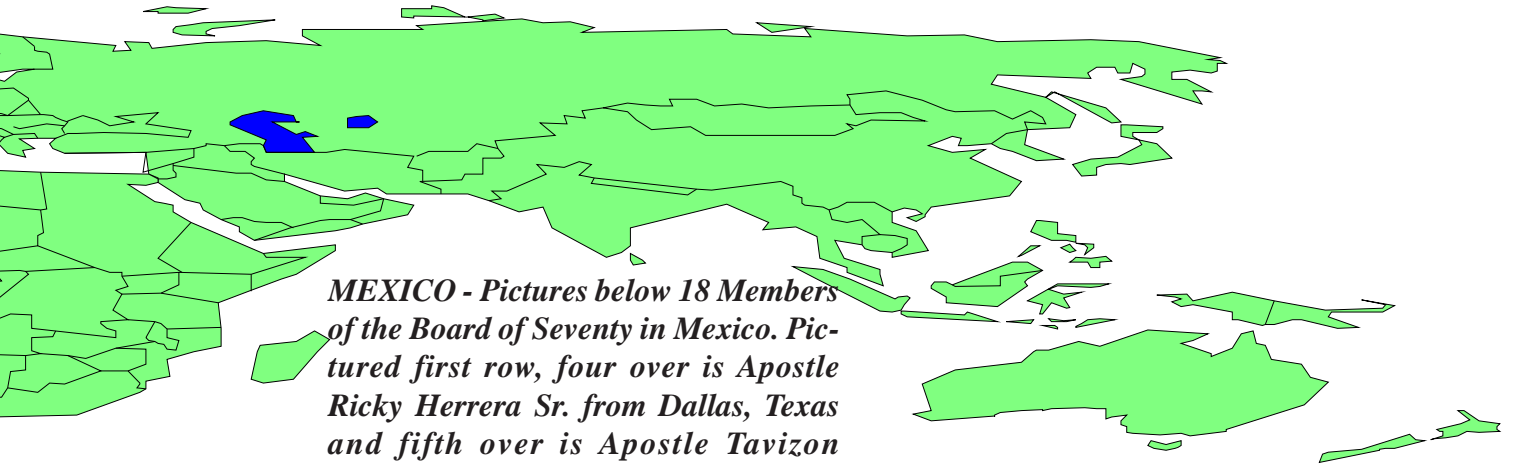 MEXICO - Pictures below 18 Members
of the Board of Seventy in Mexico. Pic-
tured first row, four over is Apostle
Ricky Herrera Sr. from Dallas, Texas
and fifth over is Apostle Tavizon